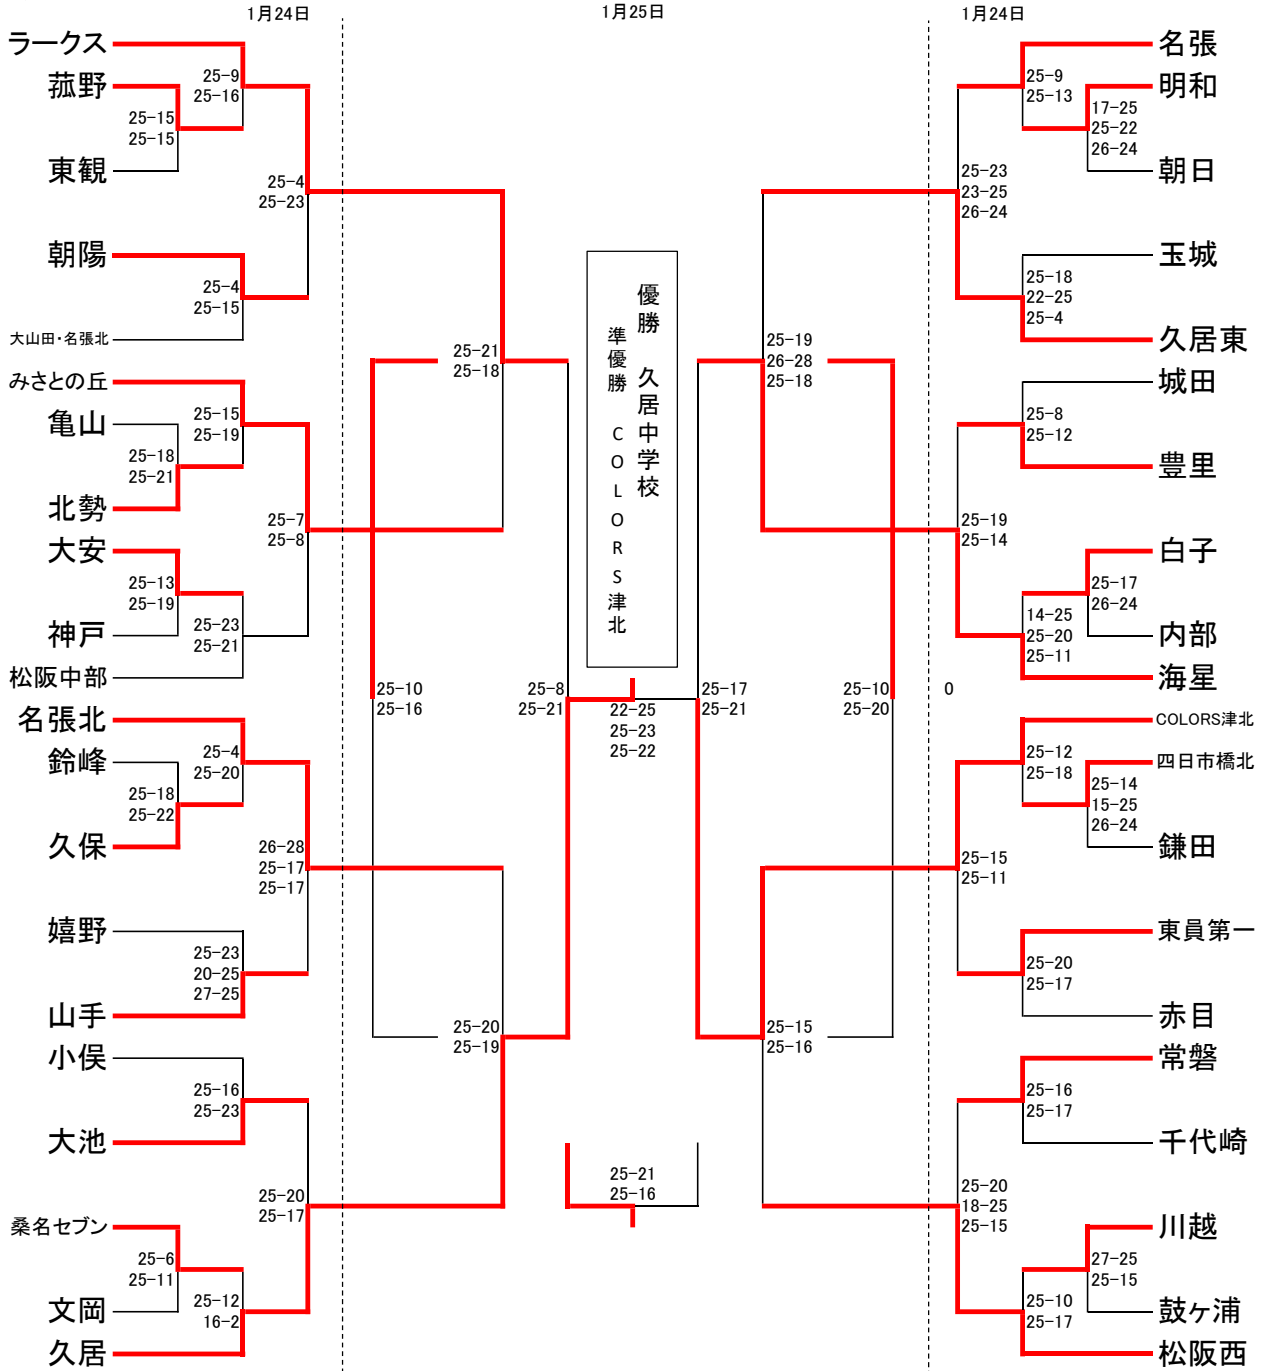 1月24日
1月25日
1月24日
ラークス
菰野
東観
朝陽
大山田・名張北
みさとの丘
亀山
北勢
大安
神戸
松阪中部
名張北
鈴峰
久保
嬉野
山手
小俣
大池
桑名セブン
文岡
久居
25-9
25-16
25-15
25-15
25-4
25-23
25-4
25-15
25-15
25-19
25-18
25-21
25-7
25-8
25-13
25-19
25-23
25-21
25-4
25-20
25-18
25-22
26-28
25-17
25-17
25-23
20-25
27-25
25-16
25-23
25-20
25-17
25-6
25-11
25-12
16-2
25-21
25-18
25-10
25-16
25-20
25-19
25-8
25-21
優勝 久居中学校
準優勝 COLORS津北
22-25
25-23
25-22
25-21
25-16
25-19
26-28
25-18
25-17
25-21
25-10
25-20
25-15
25-16
0
25-9
25-13
17-25
25-22
26-24
25-23
23-25
26-24
25-18
22-25
25-4
25-8
25-12
25-19
25-14
25-17
26-24
14-25
25-20
25-11
25-12
25-18
25-14
15-25
26-24
25-15
25-11
25-20
25-17
25-16
25-17
25-20
18-25
25-15
27-25
25-15
25-10
25-17
名張
明和
朝日
玉城
久居東
城田
豊里
白子
内部
海星
COLORS津北
四日市橋北
鎌田
東員第一
赤目
常磐
千代崎
川越
鼓ヶ浦
松阪西